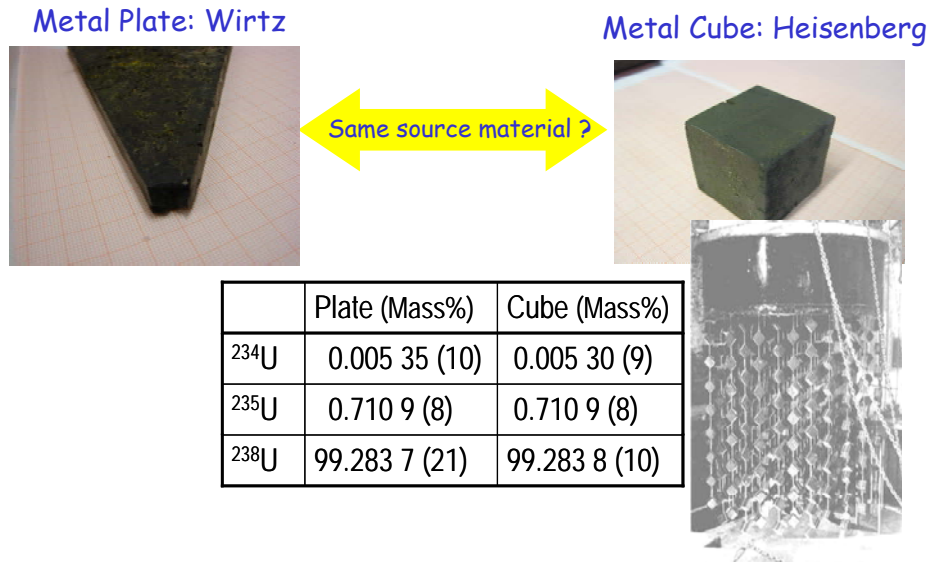 Metal Plate: Wirtz
Metal Cube: Heisenberg
Same source material ?
Plate (Mass%) Cube (Mass%)
²³⁴U 0.005 35 (10) 0.005 30 (9)
²³⁵U 0.710 9 (8) 0.710 9 (8)
²³⁸U 99.283 7 (21) 99.283 8 (10)